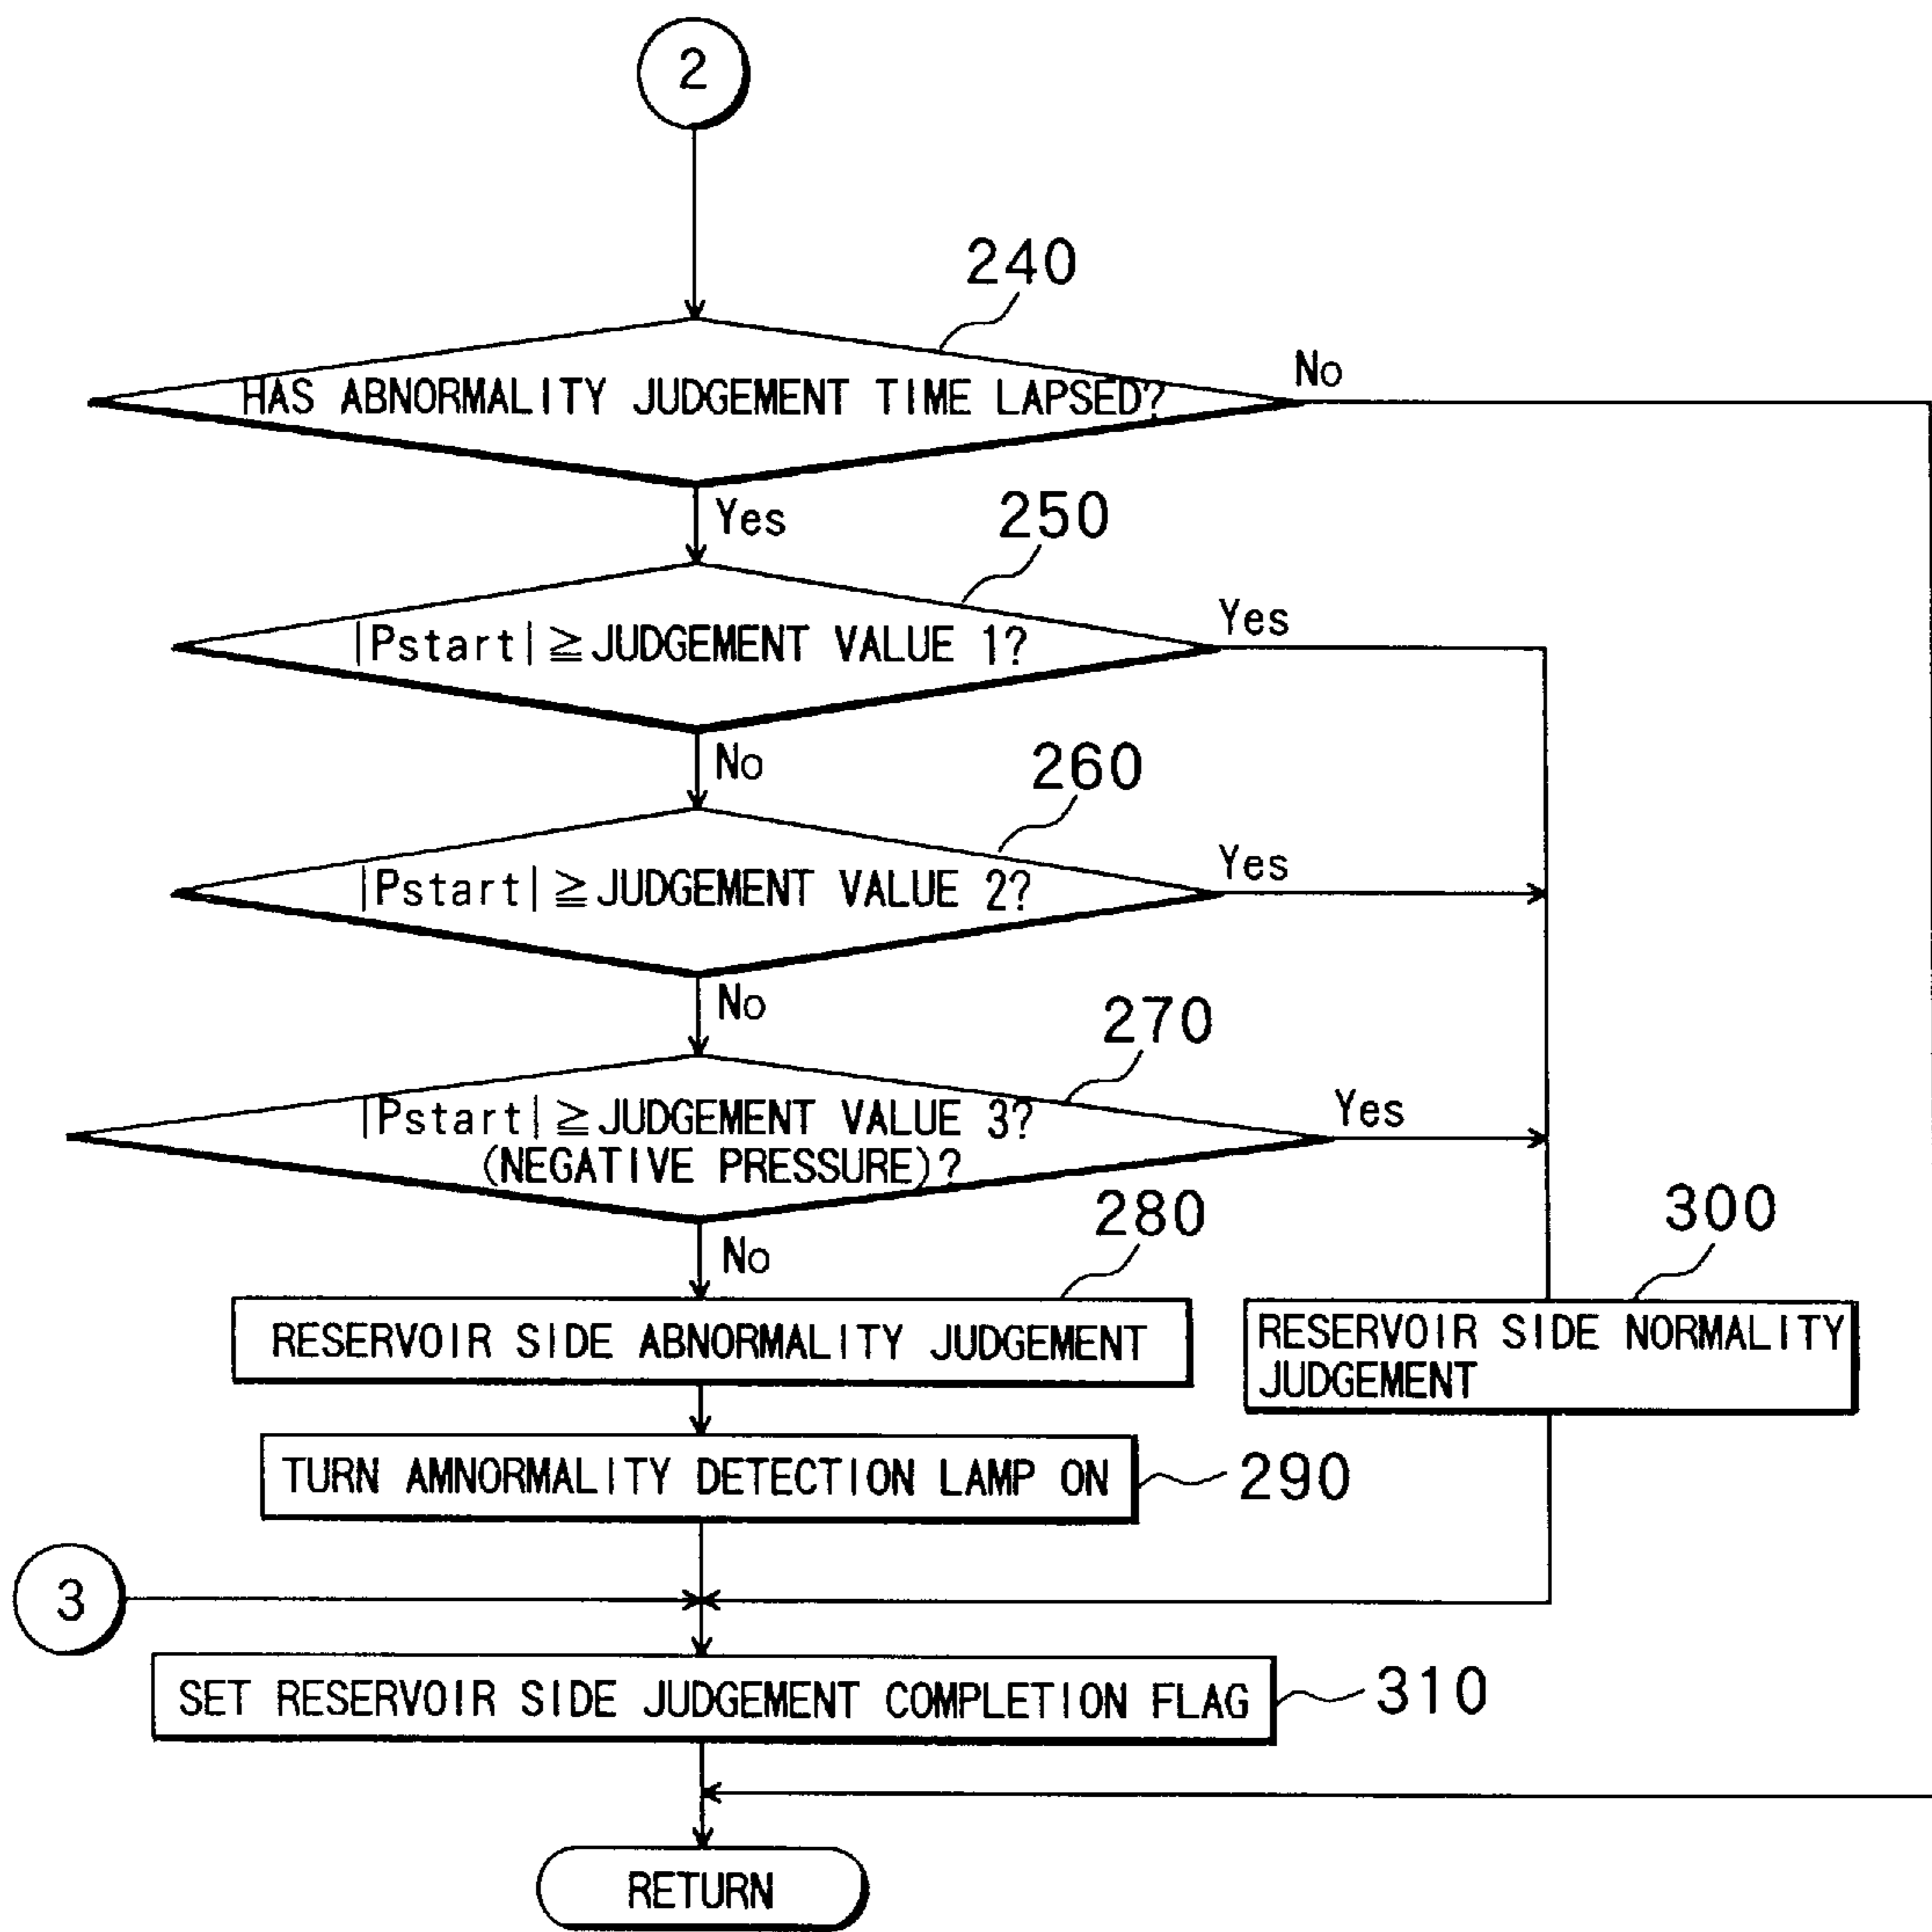 2
240
HAS ABNORMALITY JUDGEMENT TIME LAPSED?
No
Yes
250
|Pstart|≧JUDGEMENT VALUE 1?
Yes
No
260
|Pstart|≧JUDGEMENT VALUE 2?
Yes
No
270
|Pstart|≧JUDGEMENT VALUE 3?
(NEGATIVE PRESSURE)?
Yes
No
280
RESERVOIR SIDE ABNORMALITY JUDGEMENT
300
RESERVOIR SIDE NORMALITY
JUDGEMENT
TURN AMNORMALITY DETECTION LAMP ON
290
3
SET RESERVOIR SIDE JUDGEMENT COMPLETION FLAG
310
RETURN